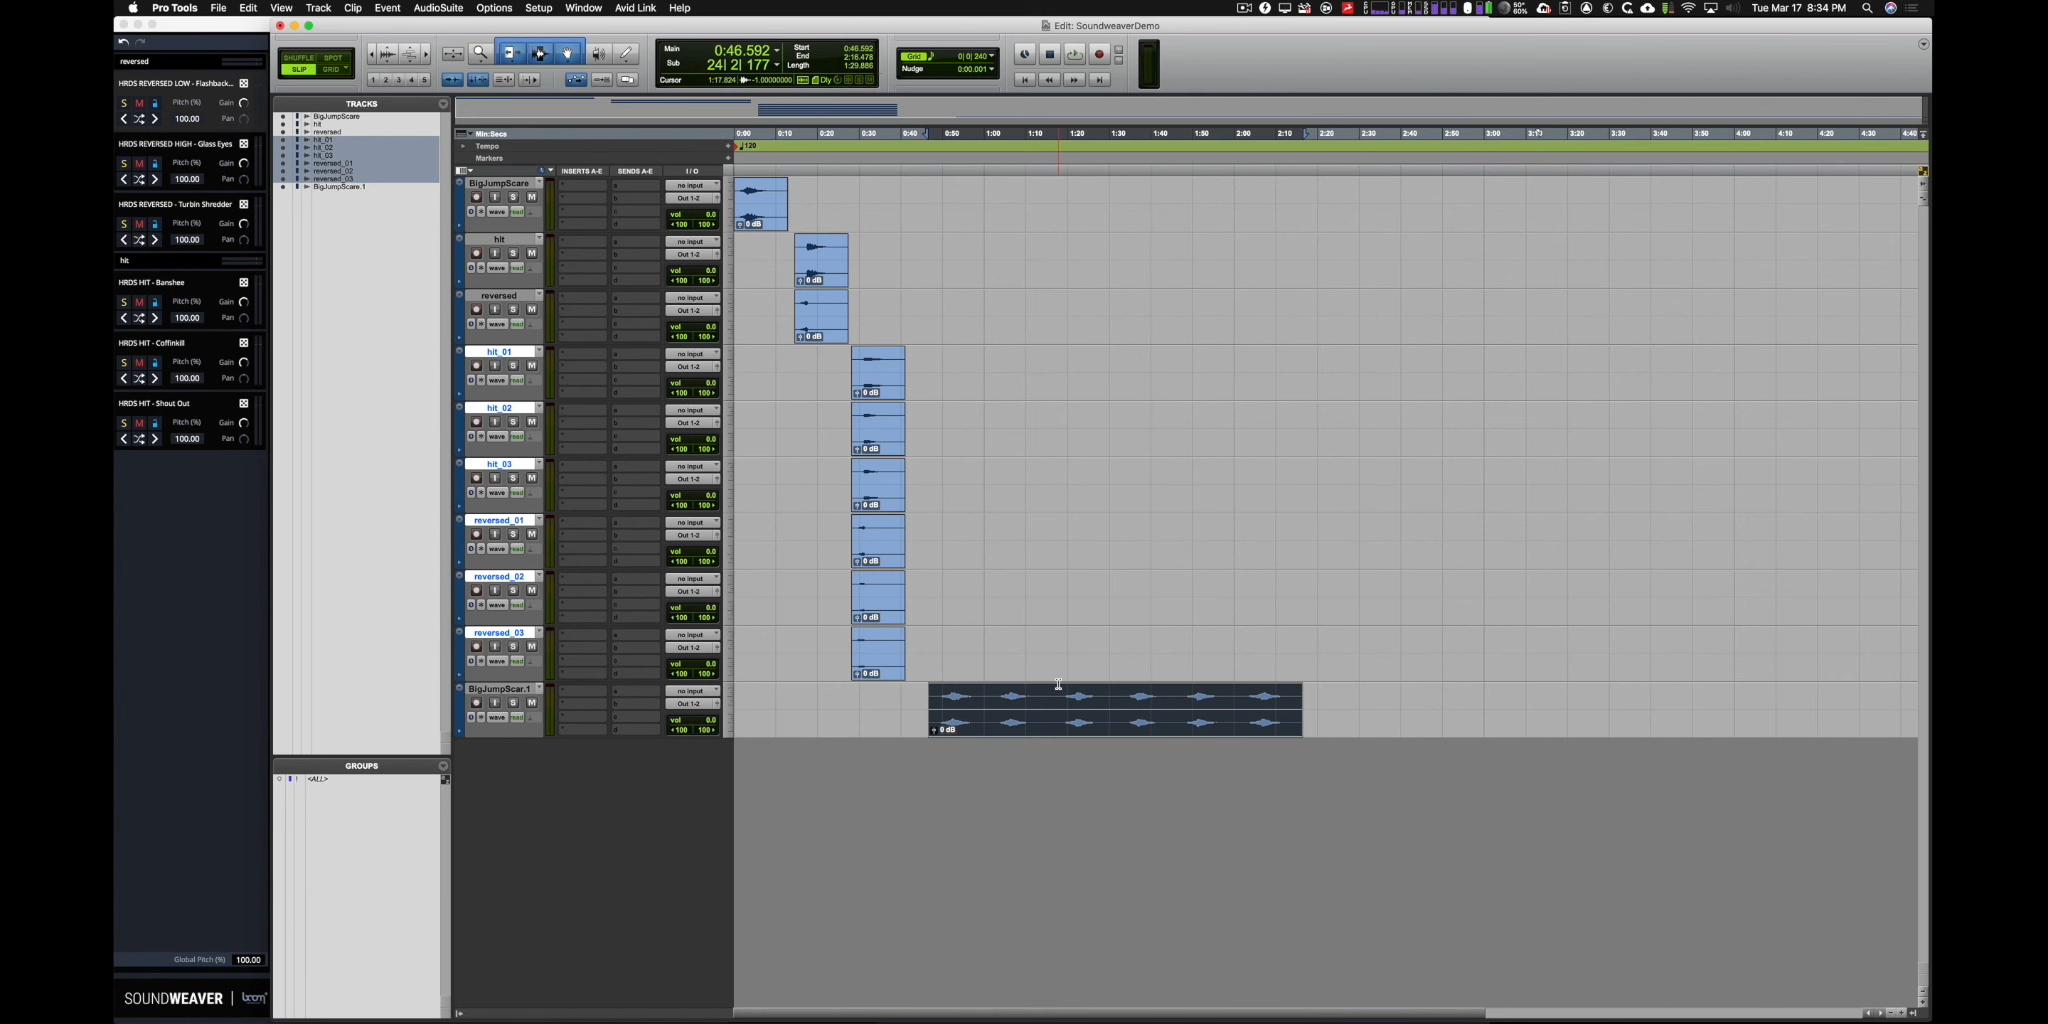 Pro Tools File Edit View Track Clip Event AudioSuite Options Setup Window Avid Link Help
50° 60%
Tue Mar 17 8:34 PM
Edit: SoundweaverDemo
SHUFFLE SPOT
SLIP GRID
1 2 3 4 5
Main 0:46.592
Sub 24| 2| 177
Start 0:46.592
End 2:16.478
Length 1:29.886
Cursor 1:17.824 -1.00000000 Dly
Grid 0| 0| 240
Nudge 0:00.001
reversed
HRDS REVERSED LOW - Flashback...
S M Pitch (%) Gain
100.00 Pan
HRDS REVERSED HIGH - Glass Eyes
S M Pitch (%) Gain
100.00 Pan
HRDS REVERSED - Turbin Shredder
S M Pitch (%) Gain
100.00 Pan
hit
HRDS HIT - Banshee
S M Pitch (%) Gain
100.00 Pan
HRDS HIT - Coffinkill
S M Pitch (%) Gain
100.00 Pan
HRDS HIT - Shout Out
S M Pitch (%) Gain
100.00 Pan
Global Pitch (%) 100.00
SOUNDWEAVER | boom
TRACKS
BigJumpScare
hit
reversed
hit_01
hit_02
hit_03
reversed_01
reversed_02
reversed_03
BigJumpScare.1
GROUPS
<ALL>
Min:Secs 0:00 0:10 0:20 0:30 0:40 0:50 1:00 1:10 1:20 1:30 1:40 1:50 2:00 2:10 2:20 2:30 2:40 2:50 3:00 3:10 3:20 3:30 3:40 3:50 4:00 4:10 4:20 4:30 4:40
Tempo 120
Markers
INSERTS A-E SENDS A-E I / O
BigJumpScare a no input
I S M b Out 1-2
wave read c vol 0.0
d 100 100 0 dB
hit a no input
I S M b Out 1-2
wave read c vol 0.0
d 100 100 0 dB
reversed a no input
I S M b Out 1-2
wave read c vol 0.0
d 100 100 0 dB
hit_01 a no input
I S M b Out 1-2
wave read c vol 0.0
d 100 100 0 dB
hit_02 a no input
I S M b Out 1-2
wave read c vol 0.0
d 100 100 0 dB
hit_03 a no input
I S M b Out 1-2
wave read c vol 0.0
d 100 100 0 dB
reversed_01 a no input
I S M b Out 1-2
wave read c vol 0.0
d 100 100 0 dB
reversed_02 a no input
I S M b Out 1-2
wave read c vol 0.0
d 100 100 0 dB
reversed_03 a no input
I S M b Out 1-2
wave read c vol 0.0
d 100 100 0 dB
BigJumpScar.1 a no input
I S M b Out 1-2
wave read c vol 0.0
d 100 100 0 dB